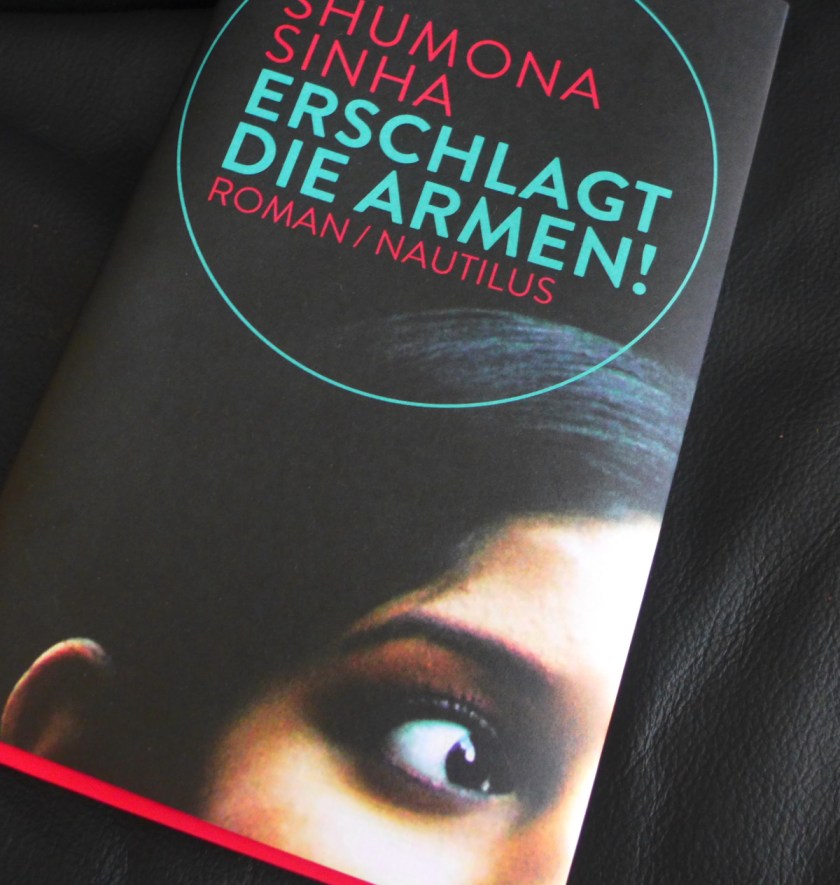 SHUMONA
SINHA
ERSCHLAGT
DIE ARMEN!
ROMAN / NAUTILUS